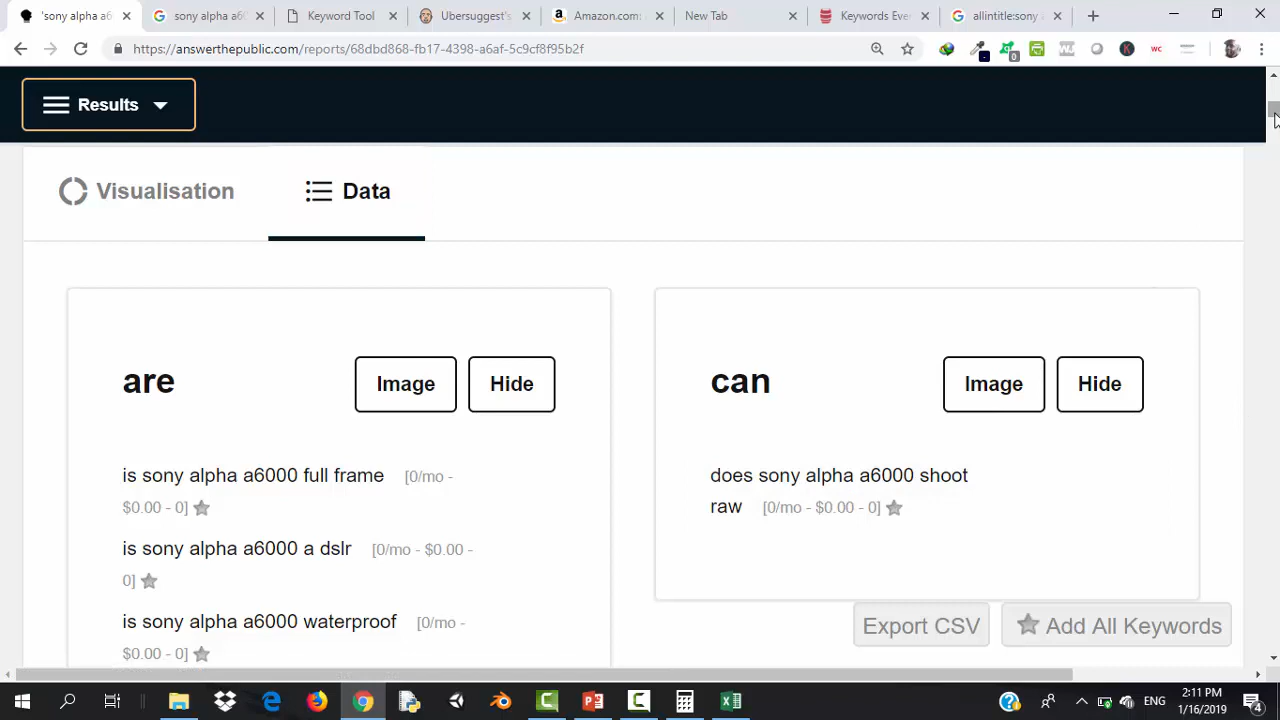 'sony alpha a6
sony alpha a6
Keyword Tool
Ubersuggest's
Amazon.com:
New Tab
Keywords Eve
allintitle:sony
https://answerthepublic.com/reports/68dbd868-fb17-4398-a6af-5c9cf8f95b2f
Results
Visualisation
Data
are
Image
Hide
can
Image
Hide
is sony alpha a6000 full frame [0/mo -
$0.00 - 0]
is sony alpha a6000 a dslr [0/mo - $0.00 -
0]
is sony alpha a6000 waterproof [0/mo -
$0.00 - 0]
does sony alpha a6000 shoot
raw [0/mo - $0.00 - 0]
Export CSV
Add All Keywords
ENG
2:11 PM
1/16/2019
4